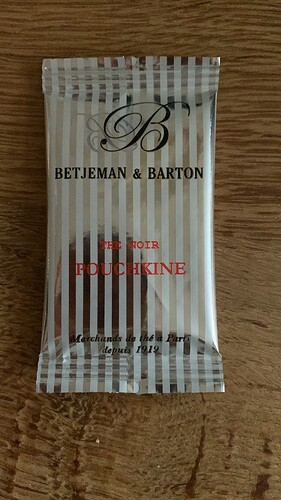 B
BETJEMAN & BARTON
THÉ NOIR
POUCHKINE
Marchands de thé à Paris
depuis 1919